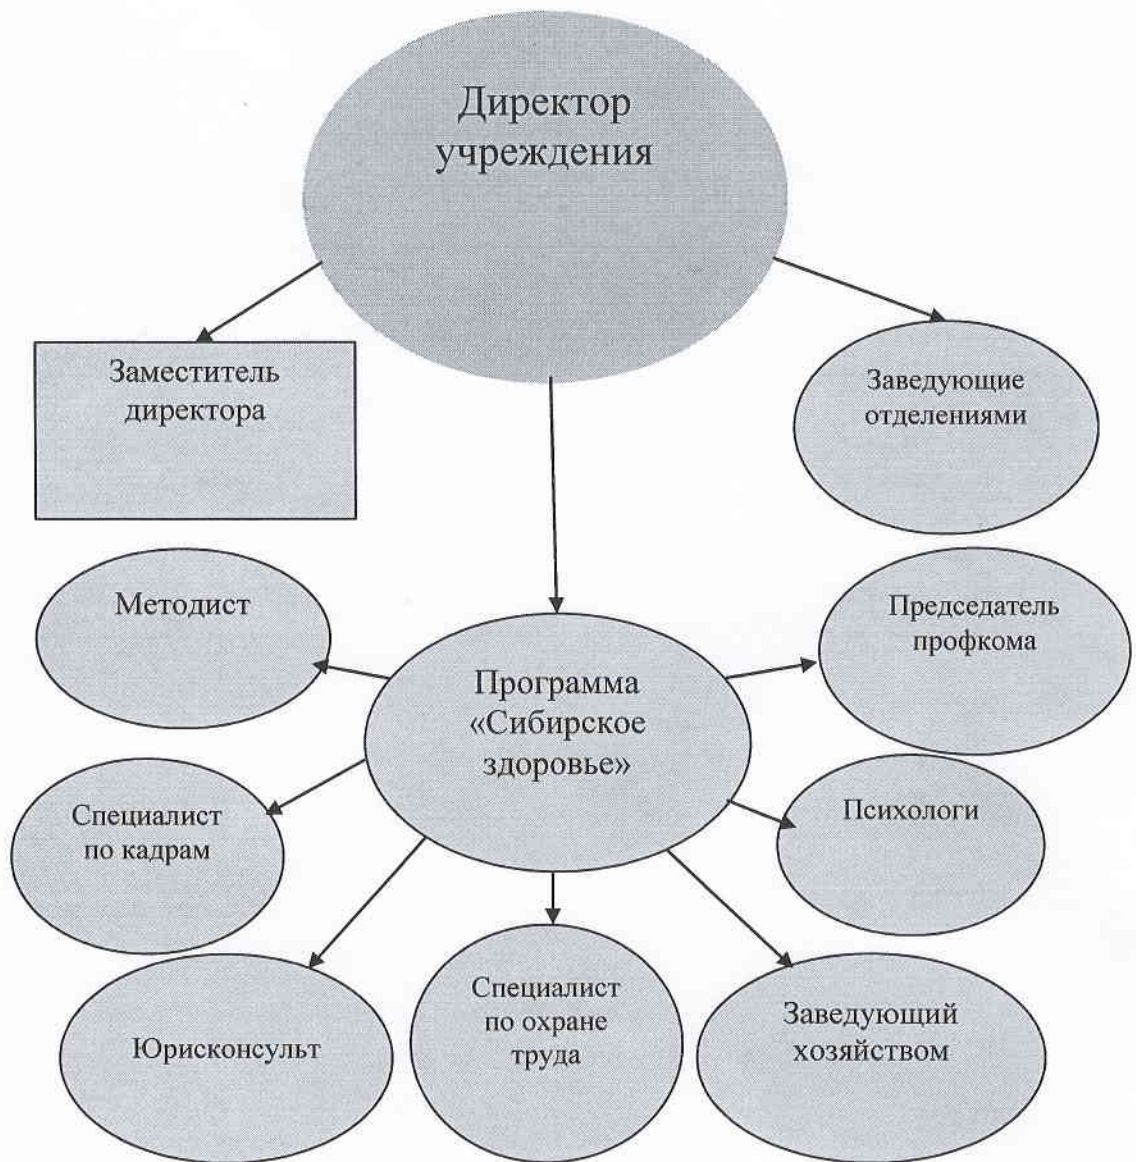 Директор
учреждения
Заместитель
директора
Заведующие
отделениями
Методист
Председатель
профкома
Программа
«Сибирское
здоровье»
Специалист
по кадрам
Психологи
Юрисконсульт
Специалист
по охране
труда
Заведующий
хозяйством